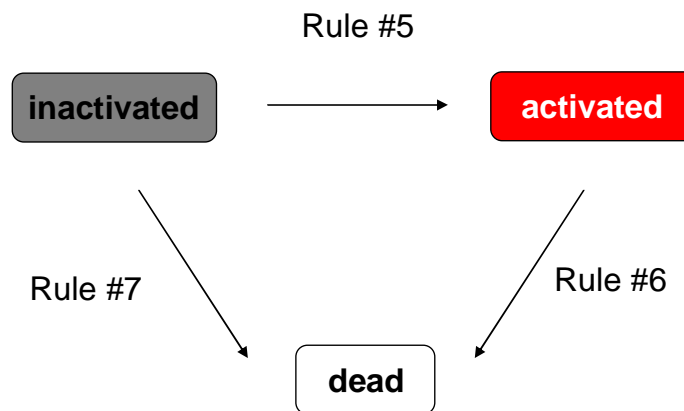 Rule #5
inactivated
activated
Rule #7
Rule #6
dead